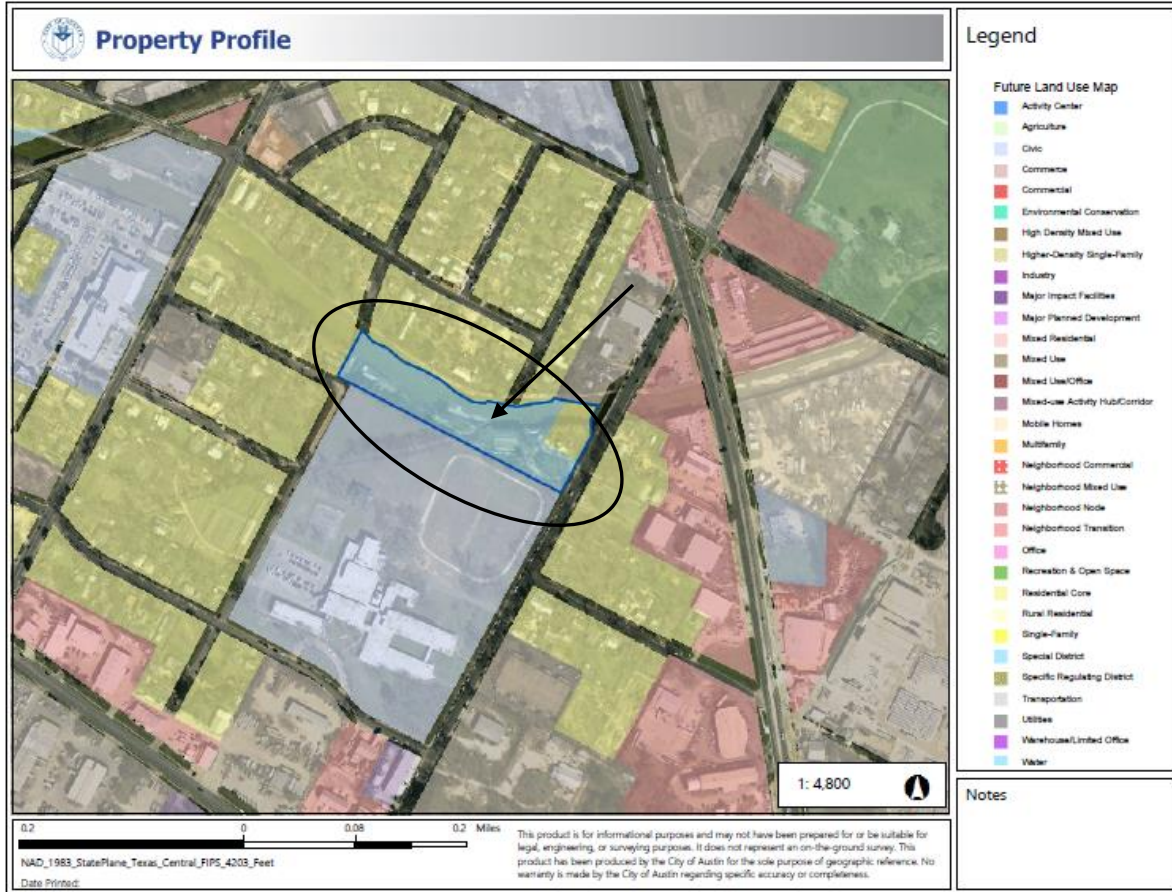 Property Profile
Legend
Future Land Use Map
Activity Center
Agriculture
Civic
Commerce
Commercial
Environmental Conservation
High Density Mixed Use
Higher-Density Single-Family
Industry
Major Impact Facilities
Major Planned Development
Mixed Residential
Mixed Use
Mixed Use/Office
Mixed-use Activity Hub/Corridor
Mobile Homes
Multifamily
Neighborhood Commercial
Neighborhood Mixed Use
Neighborhood Node
Neighborhood Transition
Office
Recreation & Open Space
Residential Core
Rural Residential
Single-Family
Special District
Specific Regulating District
Transportation
Utilities
Warehouse/Limited Office
Water
1: 4,800
Notes
0.2 0 0.08 0.2 Miles
NAD_1983_StatePlane_Texas_Central_FIPS_4203_Feet
Date Printed:
This product is for informational purposes and may not have been prepared for or be suitable for
legal, engineering, or surveying purposes. It does not represent an on-the-ground survey. This
product has been produced by the City of Austin for the sole purpose of geographic reference. No
warranty is made by the City of Austin regarding specific accuracy or completeness.